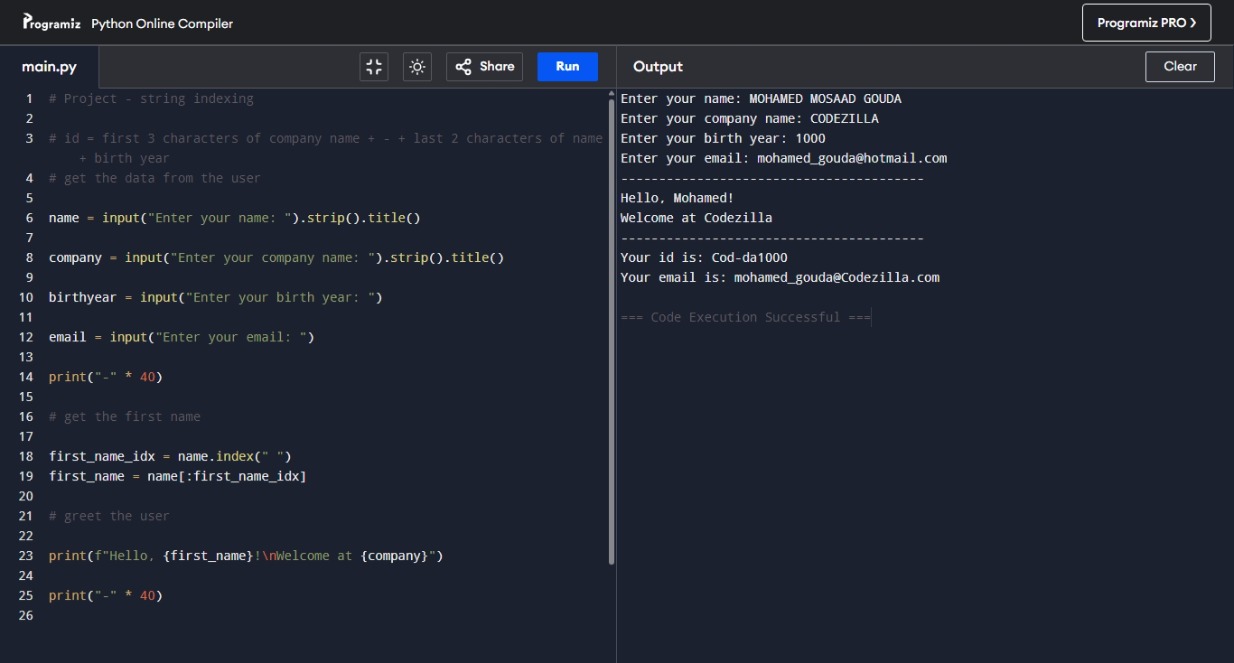 Programiz Python Online Compiler
Programiz PRO >
main.py
Share
Run
Output
Clear
1 # Project - string indexing
2
3 # id = first 3 characters of company name + - + last 2 characters of name
+ birth year
4 # get the data from the user
5
6 name = input("Enter your name: ").strip().title()
7
8 company = input("Enter your company name: ").strip().title()
9
10 birthyear = input("Enter your birth year: ")
11
12 email = input("Enter your email: ")
13
14 print("-" * 40)
15
16 # get the first name
17
18 first_name_idx = name.index(" ")
19 first_name = name[:first_name_idx]
20
21 # greet the user
22
23 print(f"Hello, {first_name}!\nWelcome at {company}")
24
25 print("-" * 40)
26
Enter your name: MOHAMED MOSAAD GOUDA
Enter your company name: CODEZILLA
Enter your birth year: 1000
Enter your email: mohamed_gouda@hotmail.com
----------------------------------------
Hello, Mohamed!
Welcome at Codezilla
----------------------------------------
Your id is: Cod-da1000
Your email is: mohamed_gouda@Codezilla.com
=== Code Execution Successful ===